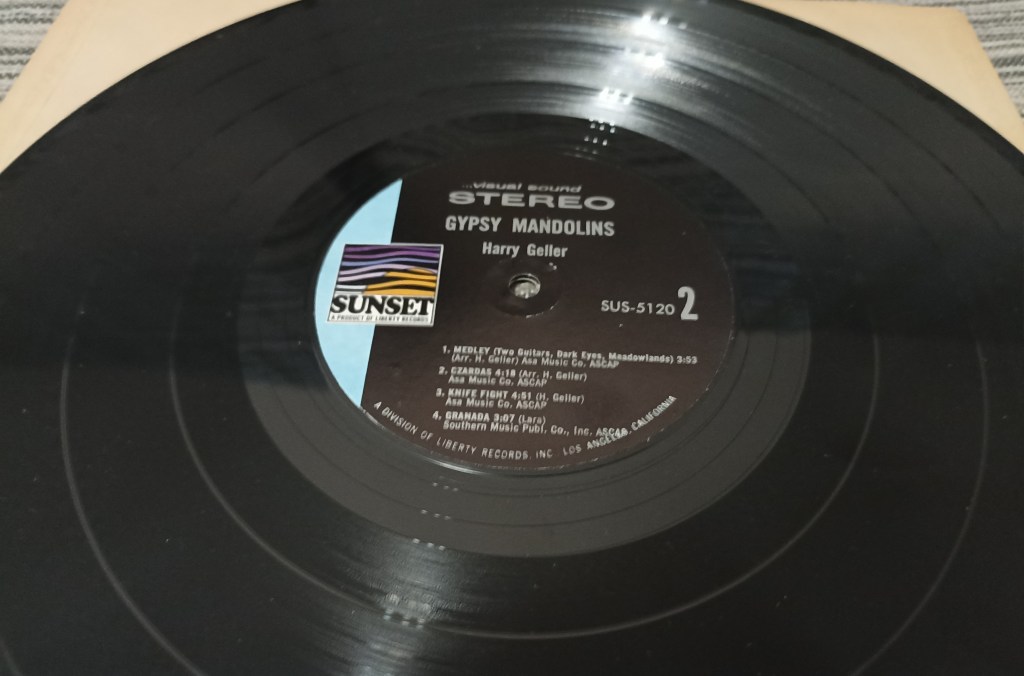 ...visual sound
STEREO
GYPSY MANDOLINS
Harry Geller
SUNSET
A PRODUCT OF LIBERTY RECORDS
SUS-5120 2
1. MEDLEY (Two Guitars, Dark Eyes, Meadowlands) 3:53
(Arr. H. Geller) Asa Music Co. ASCAP
2. CZARDAS 4:18 (Arr. H. Geller)
Asa Music Co. ASCAP
3. KNIFE FIGHT 4:51 (H. Geller)
Asa Music Co. ASCAP
4. GRANADA 3:07 (Lara)
Southern Music Publ. Co., Inc. ASCAP
A DIVISION OF LIBERTY RECORDS, INC. LOS ANGELES, CALIFORNIA